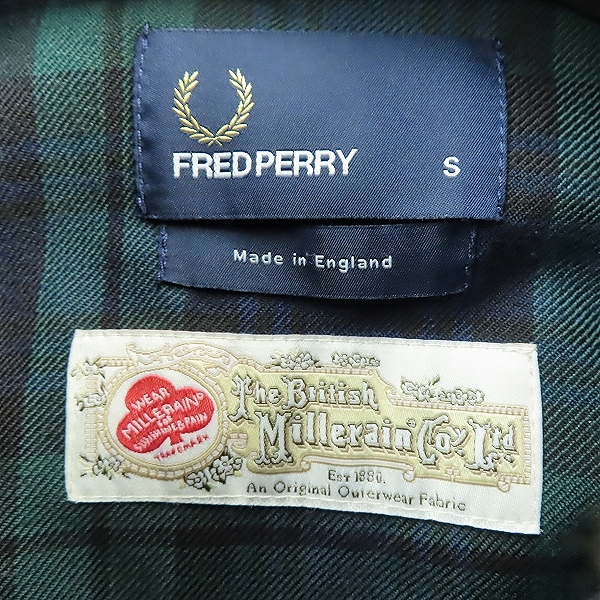 FRED PERRY S
Made in England
WEAR
MILLERAIN
FOR
SUNSHINE & RAIN
TRADEMARK
The British
Millerain Coy Ltd
EST 1880.
An Original Outerwear Fabric